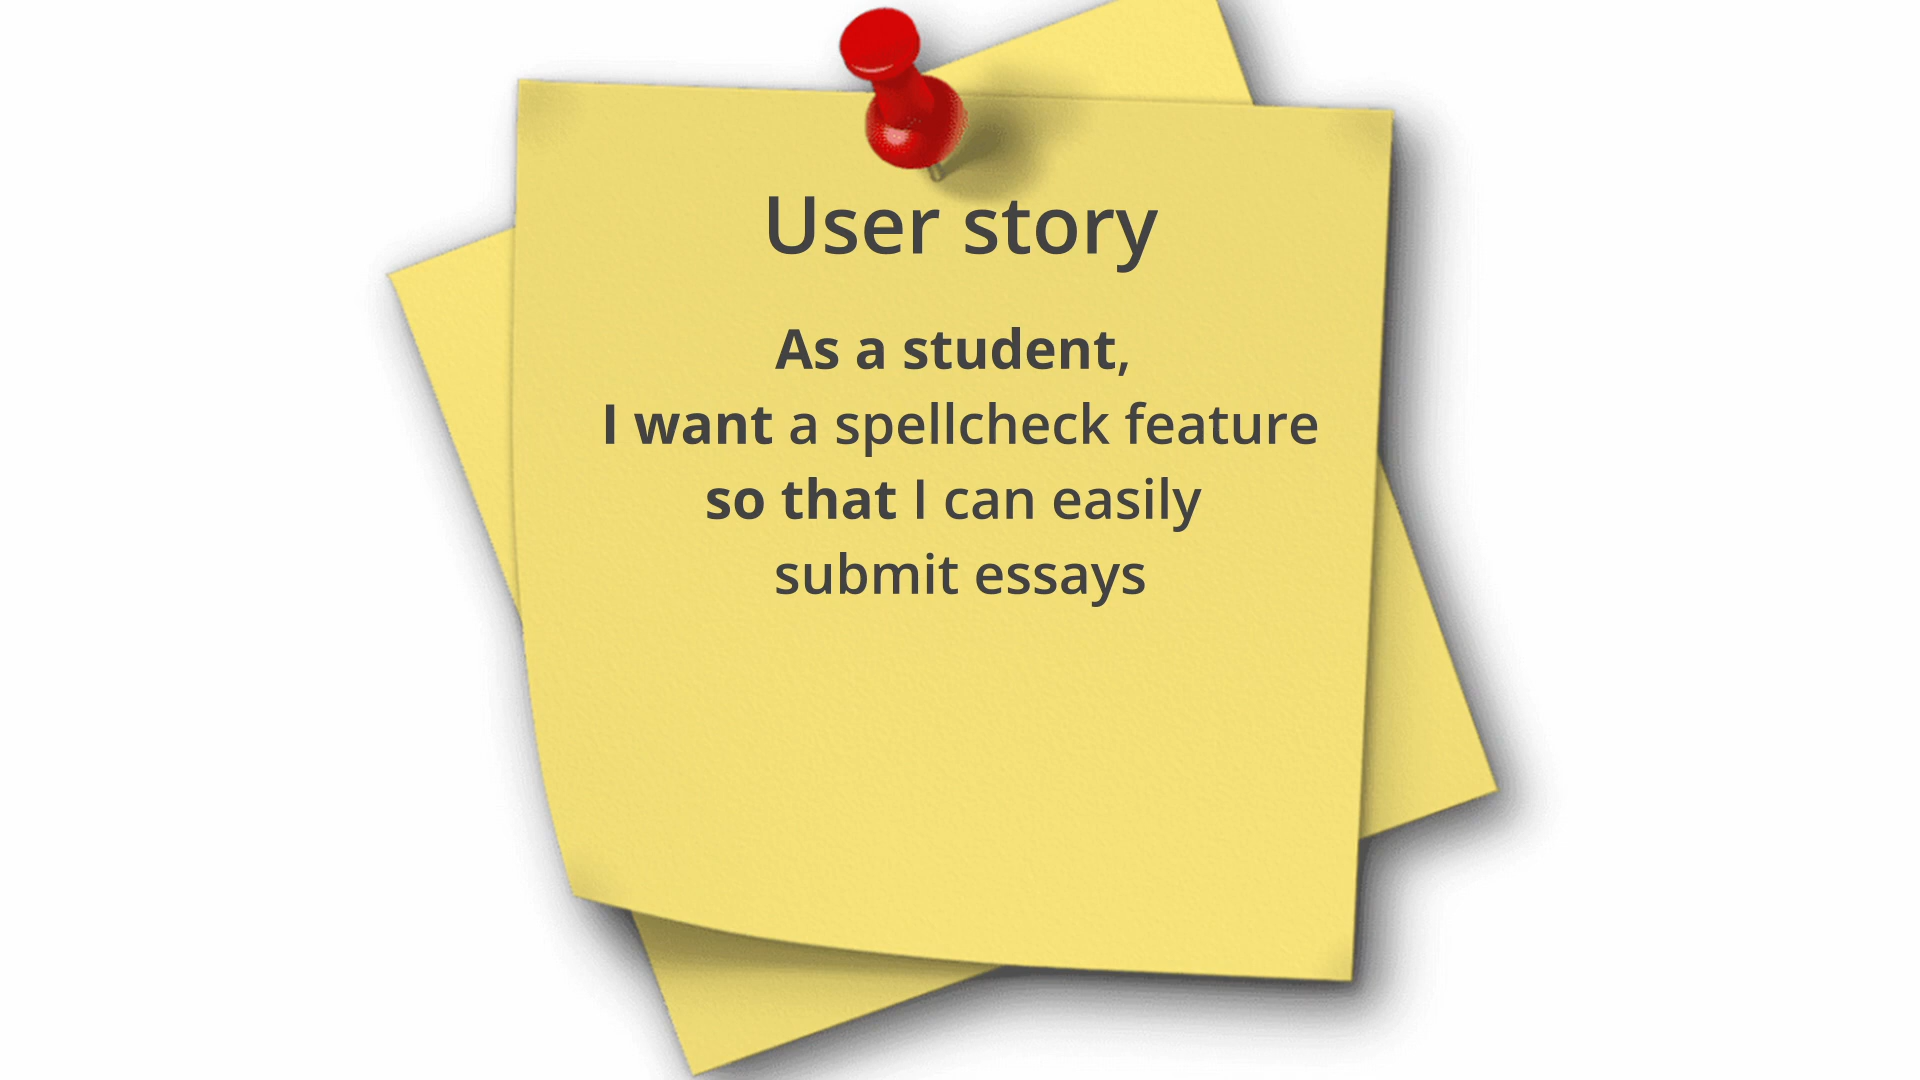 User story
As a student,
I want a spellcheck feature
so that I can easily
submit essays